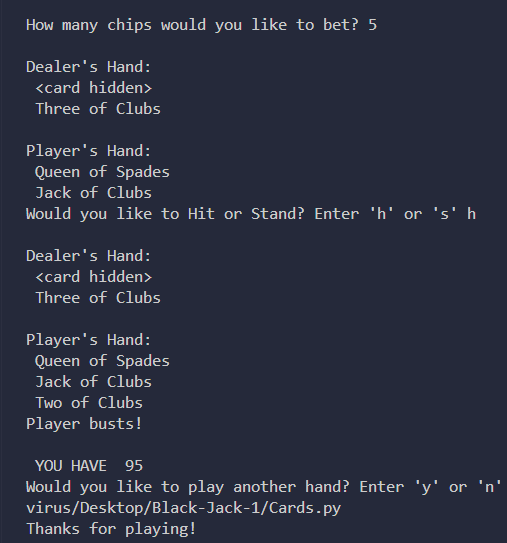 How many chips would you like to bet? 5
Dealer's Hand:
<card hidden>
Three of Clubs
Player's Hand:
Queen of Spades
Jack of Clubs
Would you like to Hit or Stand? Enter 'h' or 's' h
Dealer's Hand:
<card hidden>
Three of Clubs
Player's Hand:
Queen of Spades
Jack of Clubs
Two of Clubs
Player busts!
YOU HAVE  95
Would you like to play another hand? Enter 'y' or 'n'
virus/Desktop/Black-Jack-1/Cards.py
Thanks for playing!